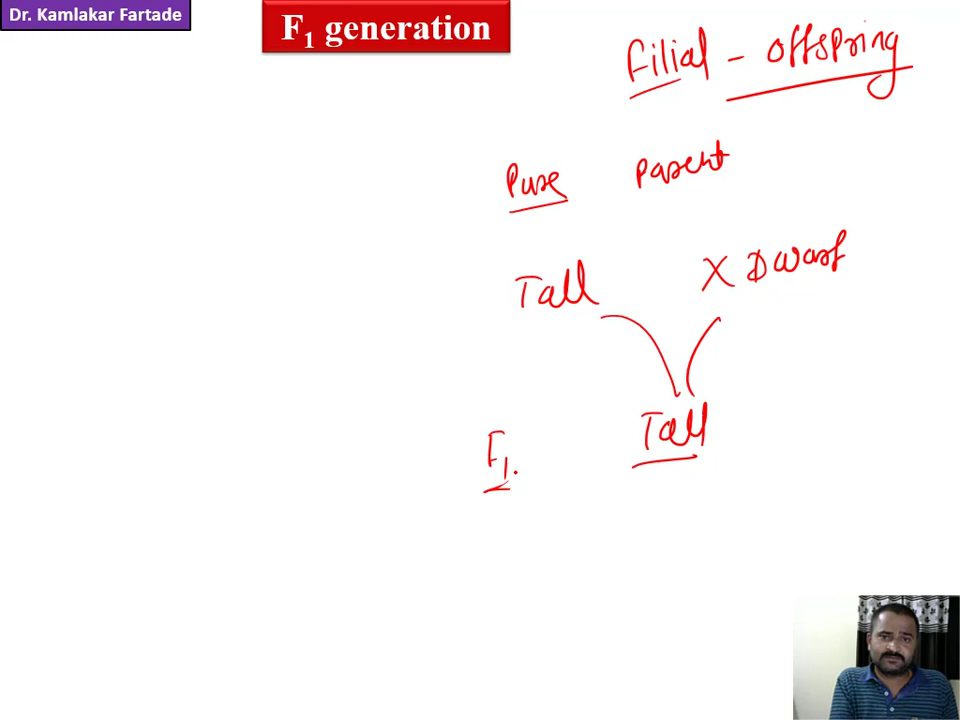 Dr. Kamlakar Fartade
F1 generation
Filial - offspring
Pure Parent
Tall X Dwarf
Tall
F1.